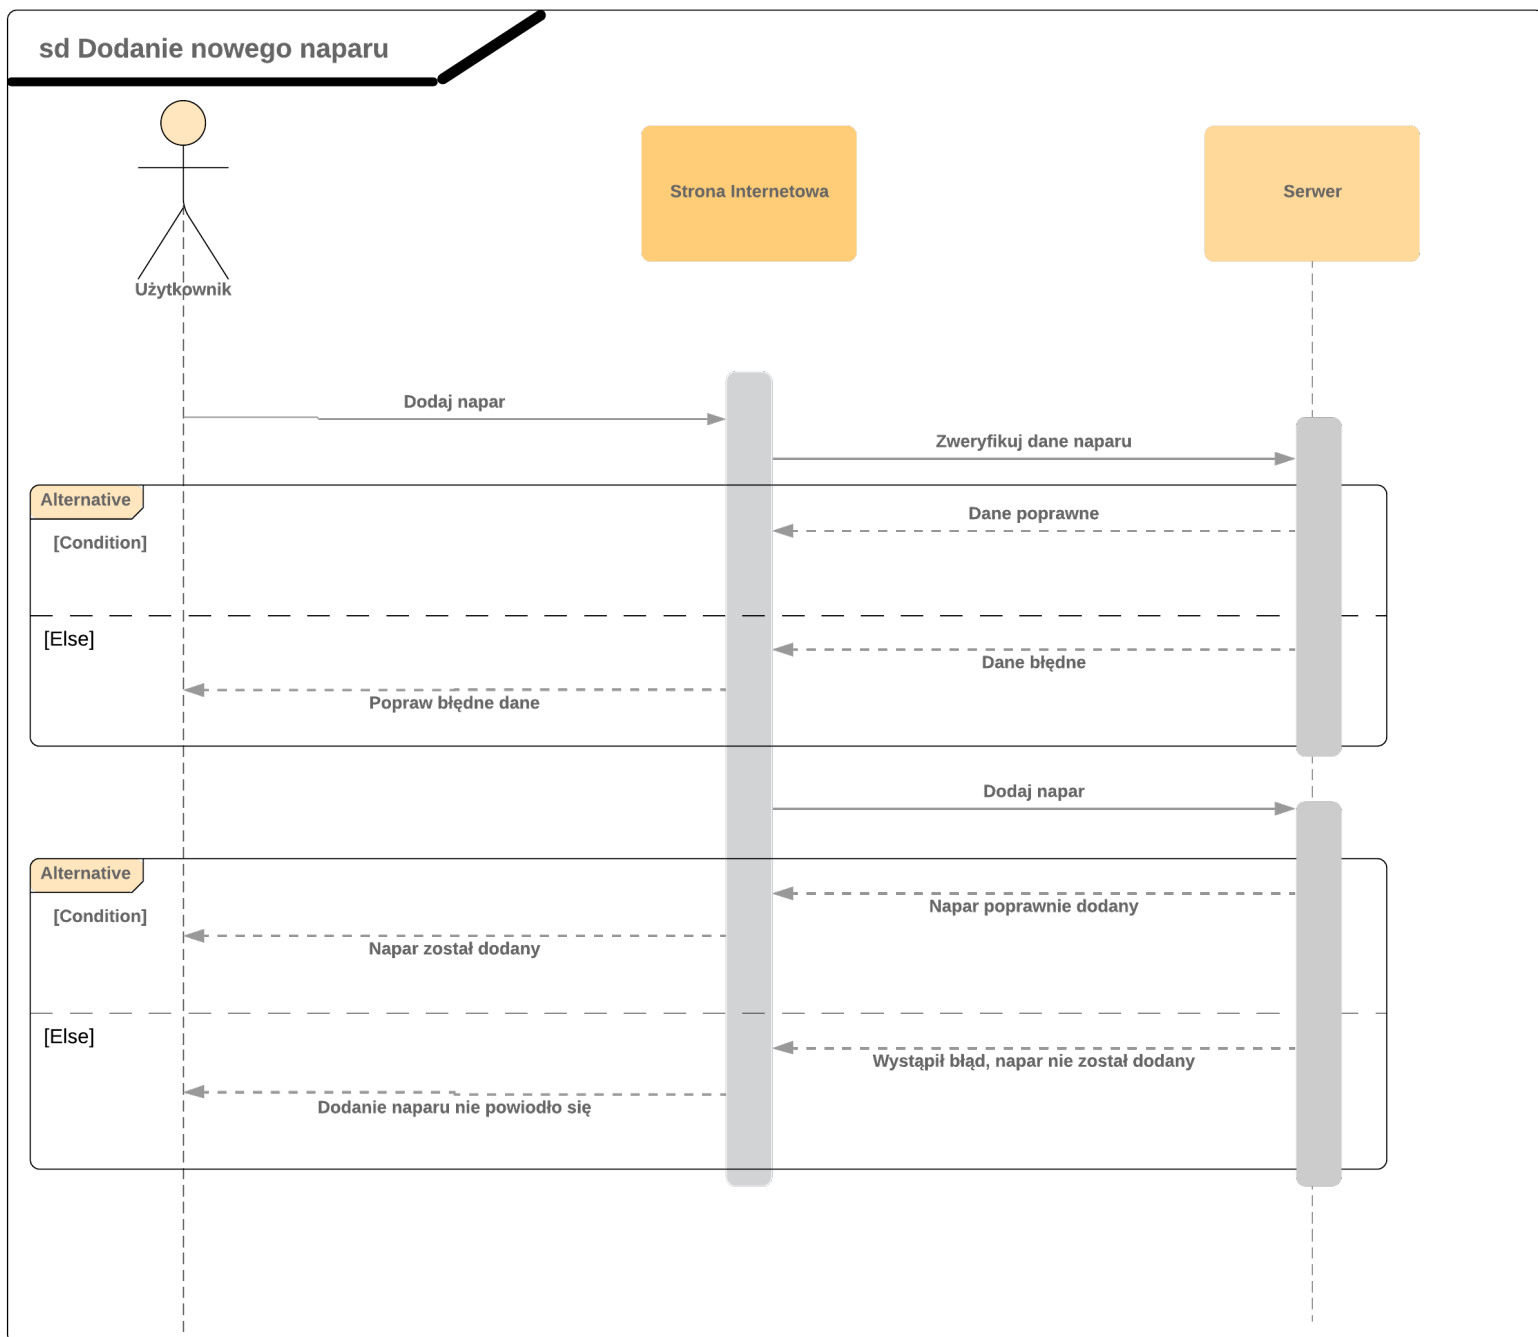 sd Dodanie nowego naparu
Strona Internetowa
Serwer
Użytkownik
Dodaj napar
Zweryfikuj dane naparu
Alternative
Dane poprawne
[Condition]
[Else]
Dane błędne
Popraw błędne dane
Dodaj napar
Alternative
Napar poprawnie dodany
[Condition]
Napar został dodany
[Else]
Wystąpił błąd, napar nie został dodany
Dodanie naparu nie powiodło się